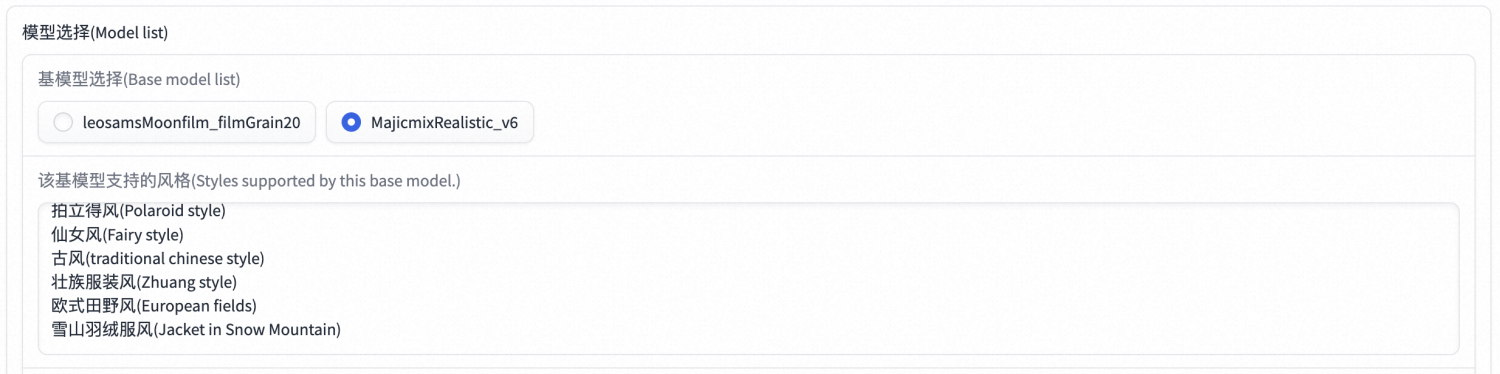 模型选择(Model list)
基模型选择(Base model list)
leosamsMoonfilm_filmGrain20 MajicmixRealistic_v6
该基模型支持的风格(Styles supported by this base model.)
拍立得风(Polaroid style)
仙女风(Fairy style)
古风(traditional chinese style)
壮族服装风(Zhuang style)
欧式田野风(European fields)
雪山羽绒服风(Jacket in Snow Mountain)